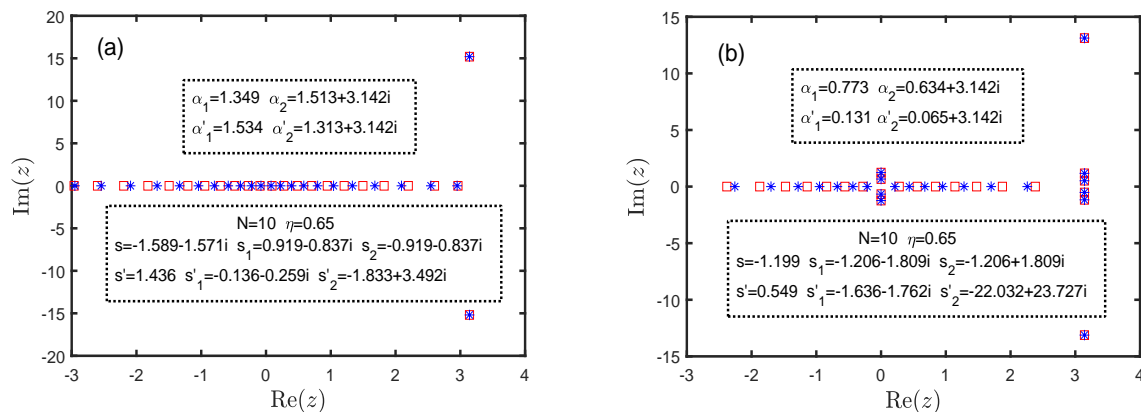 (a)
α₁=1.349 α₂=1.513+3.142i
α'₁=1.534 α'₂=1.313+3.142i
N=10 η=0.65
s=-1.589-1.571i s₁=0.919-0.837i s₂=-0.919-0.837i
s'=1.436 s'₁=-0.136-0.259i s'₂=-1.833+3.492i
20
15
10
5
0
-5
-10
-15
-20
Im(z)
-3 -2 -1 0 1 2 3 4
Re(z)
(b)
α₁=0.773 α₂=0.634+3.142i
α'₁=0.131 α'₂=0.065+3.142i
N=10 η=0.65
s=-1.199 s₁=-1.206-1.809i s₂=-1.206+1.809i
s'=0.549 s'₁=-1.636-1.762i s'₂=-22.032+23.727i
15
10
5
0
-5
-10
-15
Im(z)
-3 -2 -1 0 1 2 3 4
Re(z)